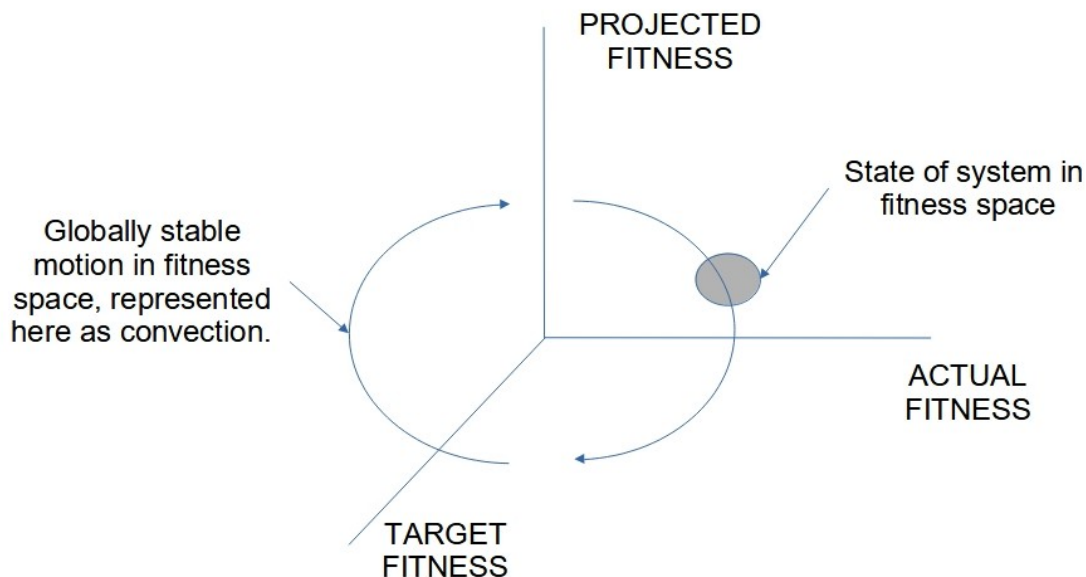 PROJECTED
FITNESS
State of system in
fitness space
Globally stable
motion in fitness
space, represented
here as convection.
ACTUAL
FITNESS
TARGET
FITNESS